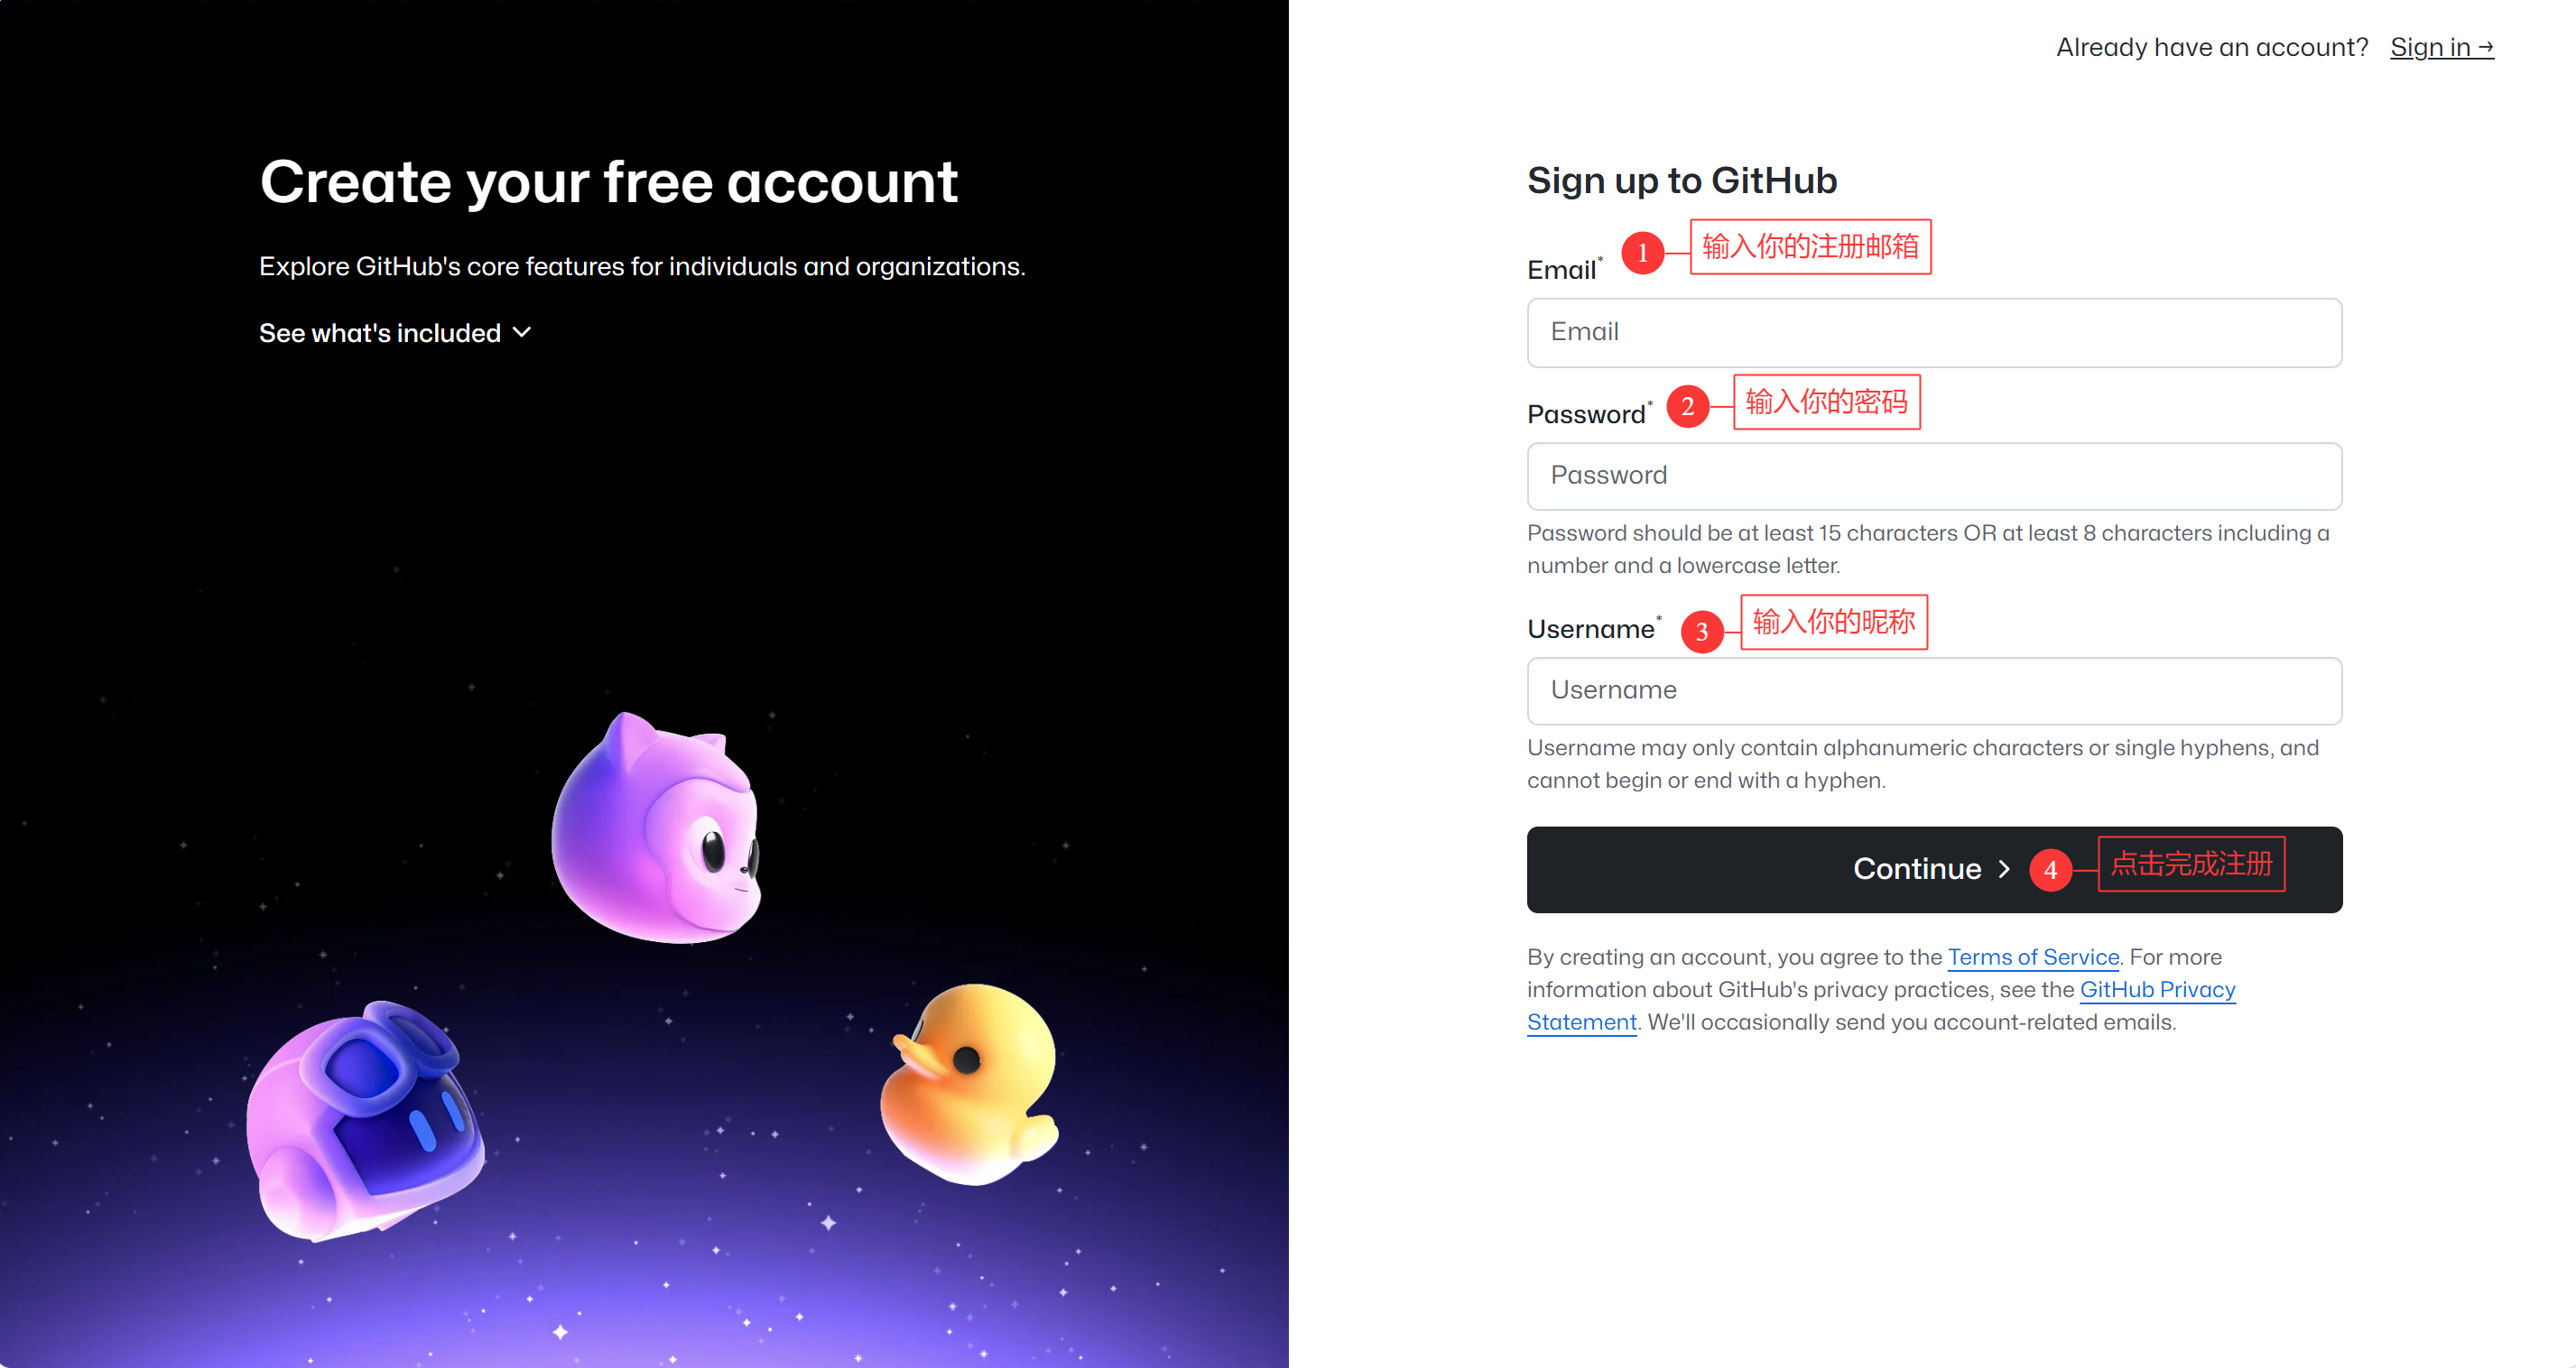 Already have an account? Sign in →
Create your free account
Explore GitHub's core features for individuals and organizations.
See what's included
Sign up to GitHub
Email* 1 输入你的注册邮箱
Email
Password* 2 输入你的密码
Password
Password should be at least 15 characters OR at least 8 characters including a
number and a lowercase letter.
Username* 3 输入你的昵称
Username
Username may only contain alphanumeric characters or single hyphens, and
cannot begin or end with a hyphen.
Continue > 4 点击完成注册
By creating an account, you agree to the Terms of Service. For more
information about GitHub's privacy practices, see the GitHub Privacy
Statement. We'll occasionally send you account-related emails.